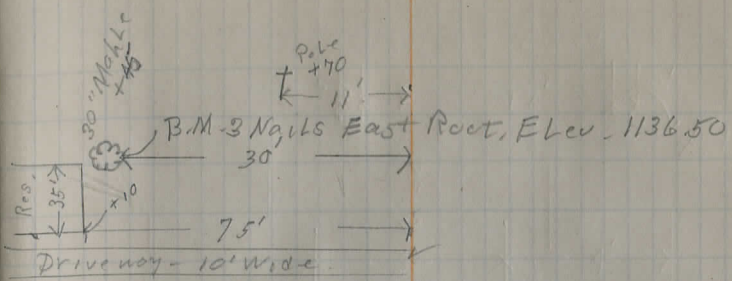 Pole
+70
30" Maple
+45
11'
B.M. 3 Nails East Root, Elev. 1136.50
30'
Res.
35'
+10
75'
Driveway - 10' Wide